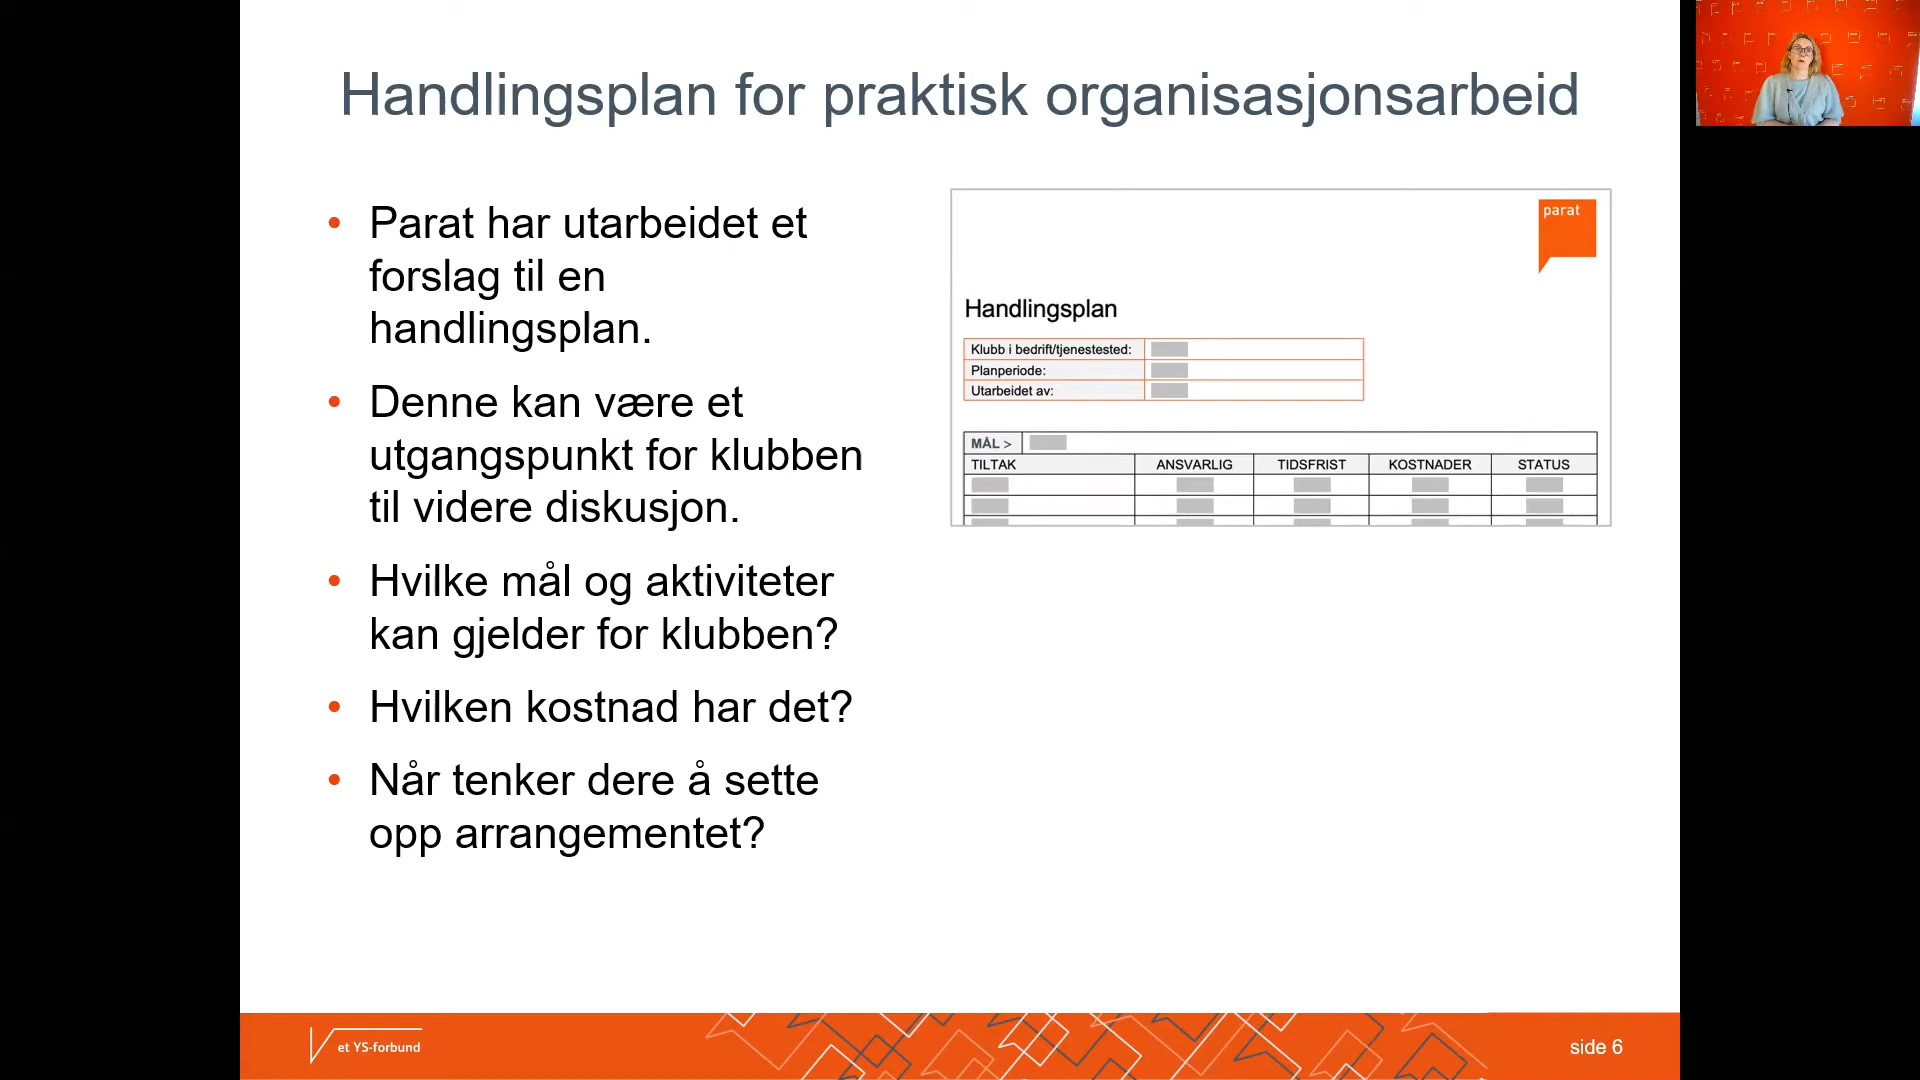 Handlingsplan for praktisk organisasjonsarbeid
• Parat har utarbeidet et
forslag til en
handlingsplan.
• Denne kan være et
utgangspunkt for klubben
til videre diskusjon.
• Hvilke mål og aktiviteter
kan gjelder for klubben?
• Hvilken kostnad har det?
• Når tenker dere å sette
opp arrangementet?
parat
Handlingsplan
Klubb i bedrift/tjenestested:
Planperiode:
Utarbeidet av:
MÅL >
TILTAK ANSVARLIG TIDSFRIST KOSTNADER STATUS
et YS-forbund
side 6